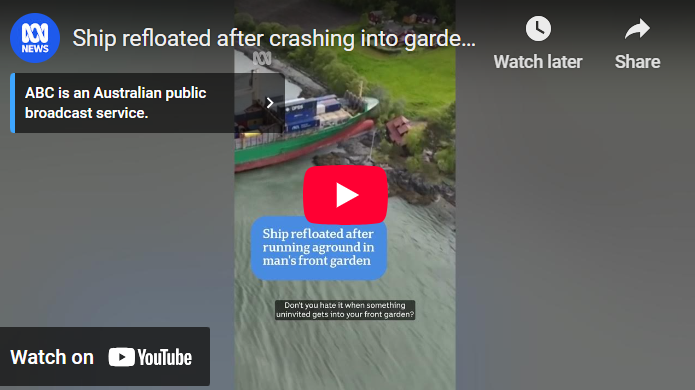 ABC
NEWS
Ship refloated after crashing into garde...
Watch later
Share
ABC is an Australian public
broadcast service.
Ship refloated after
running aground in
man's front garden
Don't you hate it when something
uninvited gets into your front garden?
Watch on YouTube